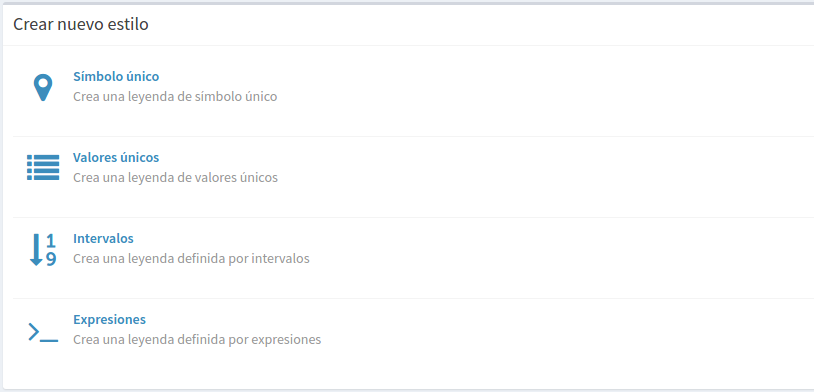 Crear nuevo estilo
Símbolo único
Crea una leyenda de símbolo único
Valores únicos
Crea una leyenda de valores únicos
1
9
Intervalos
Crea una leyenda definida por intervalos
Expresiones
Crea una leyenda definida por expresiones